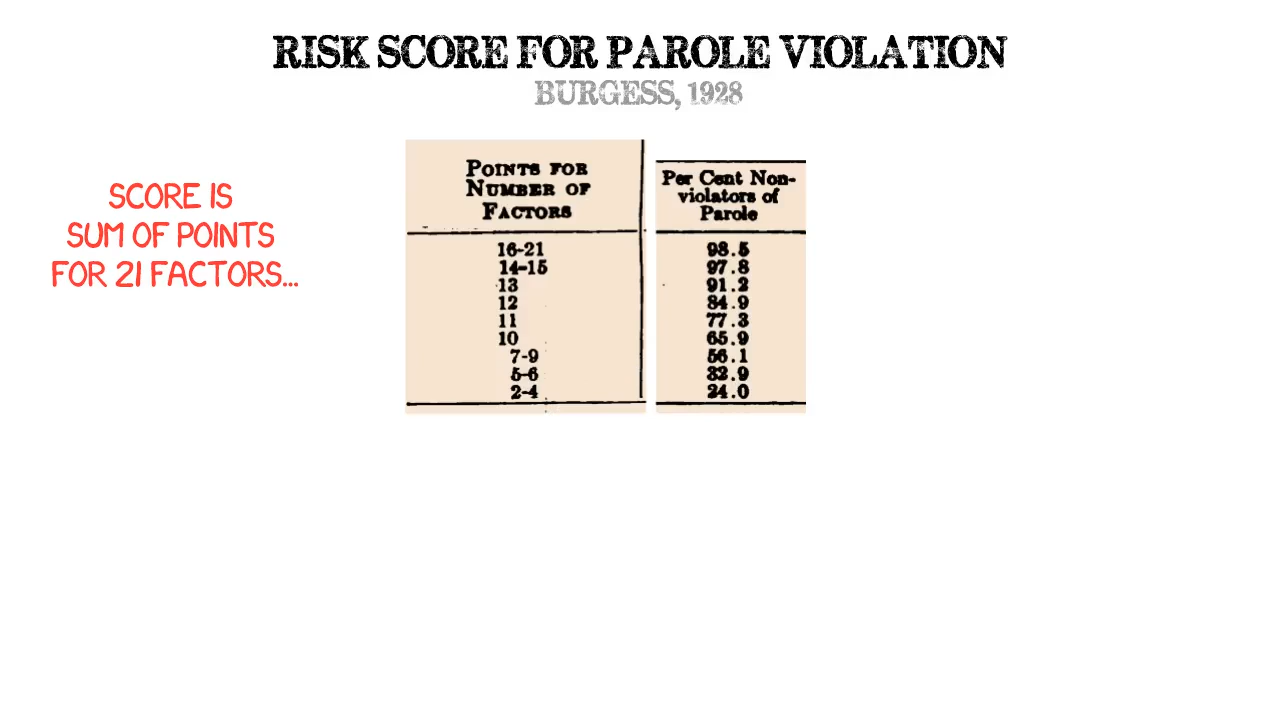 RISK SCORE FOR PAROLE VIOLATION
BURGESS, 1928
SCORE IS
SUM OF POINTS
FOR 21 FACTORS...
POINTS FOR
NUMBER OF
FACTORS
Per Cent Non-
violators of
Parole
16-21 98.5
14-15 97.8
13 91.2
12 84.9
11 77.3
10 65.9
7-9 56.1
5-6 32.9
2-4 24.0